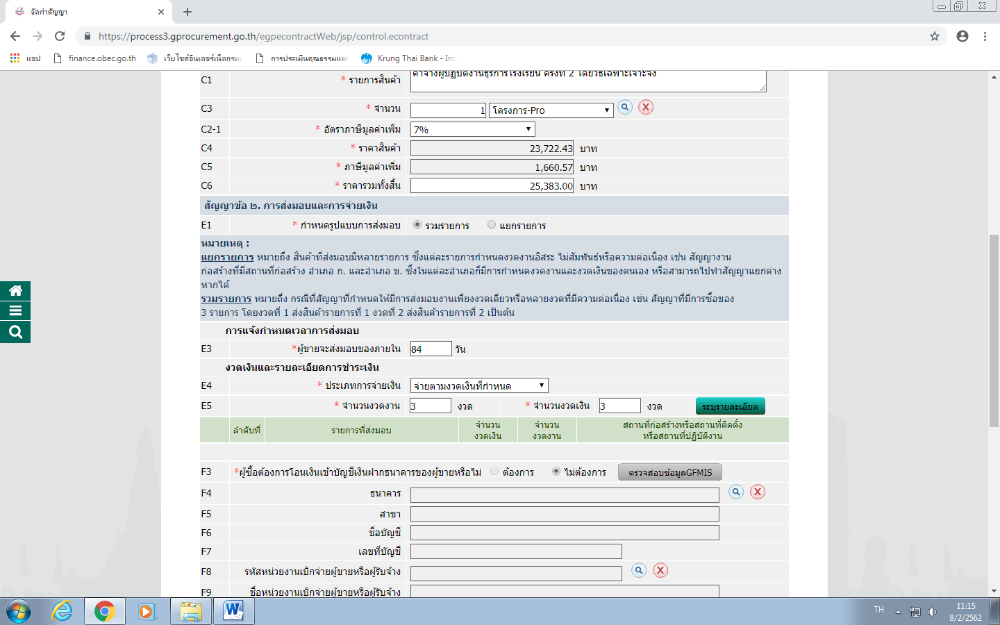 จัดทำสัญญา
https://process3.gprocurement.go.th/egpecontractWeb/jsp/control.econtract
แอป finance.obec.go.th เว็บไซต์อินเตอร์เน็ตกรม การประเมินคุณธรรมและ Krung Thai Bank - Int
C1 * รายการสินค้า ค่าจ้างผู้ปฏิบัติงานธุรการโรงเรียน ครั้งที่ 2 โดยวิธีเฉพาะเจาะจง
C3 * จำนวน 1 โครงการ-Pro
C2-1 * อัตราภาษีมูลค่าเพิ่ม 7%
C4 * ราคาสินค้า 23,722.43 บาท
C5 * ภาษีมูลค่าเพิ่ม 1,660.57 บาท
C6 * ราคารวมทั้งสิ้น 25,383.00 บาท
สัญญาข้อ ๒. การส่งมอบและการจ่ายเงิน
E1 * กำหนดรูปแบบการส่งมอบ รวมรายการ แยกรายการ
หมายเหตุ :
แยกรายการ หมายถึง สินค้าที่ส่งมอบมีหลายรายการ ซึ่งแต่ละรายการกำหนดงวดงานอิสระ ไม่สัมพันธ์หรือความต่อเนื่อง เช่น สัญญางาน
ก่อสร้างที่มีสถานที่ก่อสร้าง อำเภอ ก. และอำเภอ ข. ซึ่งในแต่ละอำเภอก็มีการกำหนดงวดงานและงวดเงินของตนเอง หรือสามารถไปทำสัญญาแยกต่าง
หากได้
รวมรายการ หมายถึง กรณีที่สัญญาที่กำหนดให้มีการส่งมอบงานเพียงงวดเดียวหรือหลายงวดที่มีความต่อเนื่อง เช่น สัญญาที่มีการซื้อของ
3 รายการ โดยงวดที่ 1 ส่งสินค้ารายการที่ 1 งวดที่ 2 ส่งสินค้ารายการที่ 2 เป็นต้น
การแจ้งกำหนดเวลาการส่งมอบ
E3 *ผู้ขายจะส่งมอบของภายใน 84 วัน
งวดเงินและรายละเอียดการชำระเงิน
E4 * ประเภทการจ่ายเงิน จ่ายตามงวดเงินที่กำหนด
E5 * จำนวนงวดงาน 3 งวด * จำนวนงวดเงิน 3 งวด ระบุรายละเอียด
ลำดับที่ รายการที่ส่งมอบ จำนวน จำนวน สถานที่ก่อสร้างหรือสถานที่ติดตั้ง
งวดเงิน งวดงาน หรือสถานที่ปฏิบัติงาน
F3 *ผู้ซื้อต้องการโอนเงินเข้าบัญชีเงินฝากธนาคารของผู้ขายหรือไม่ ต้องการ ไม่ต้องการ ตรวจสอบข้อมูลGFMIS
F4 ธนาคาร
F5 สาขา
F6 ชื่อบัญชี
F7 เลขที่บัญชี
F8 รหัสหน่วยงานเบิกจ่ายผู้ขายหรือผู้รับจ้าง
F9 ชื่อหน่วยงานเบิกจ่ายผู้ขายหรือผู้รับจ้าง
TH 11:15
8/2/2562